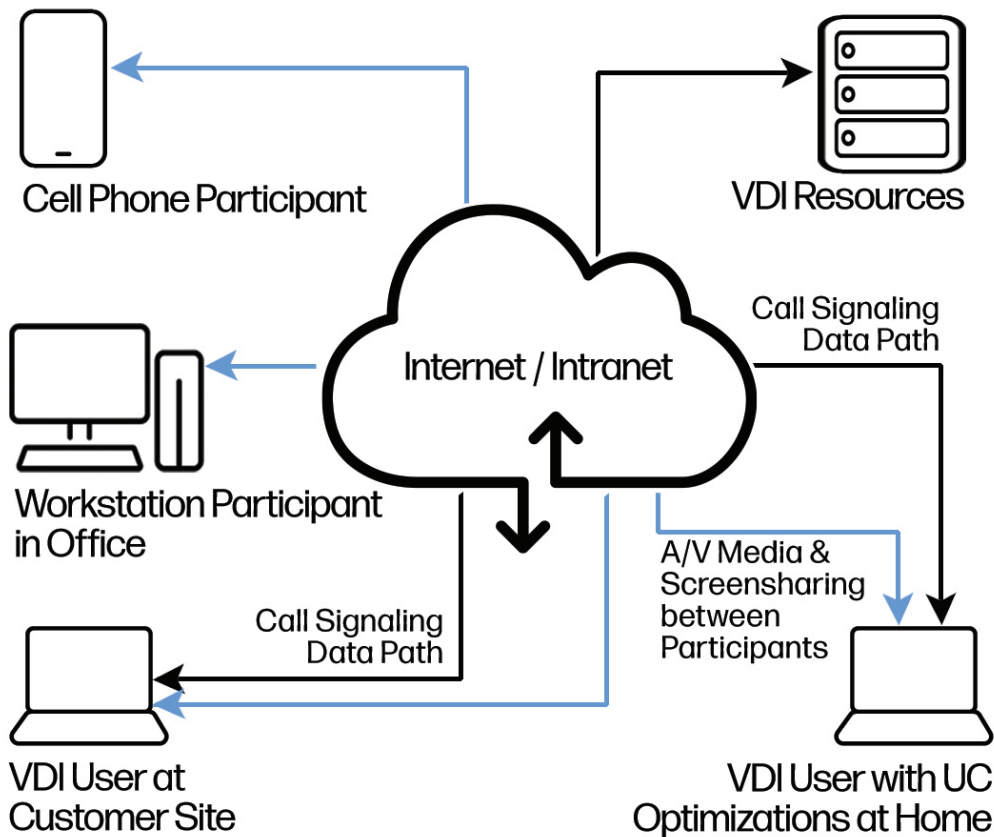 Cell Phone Participant
VDI Resources
Call Signaling
Data Path
Internet / Intranet
Workstation Participant
in Office
A/V Media &
Screensharing
between
Participants
Call Signaling
Data Path
VDI User at
Customer Site
VDI User with UC
Optimizations at Home